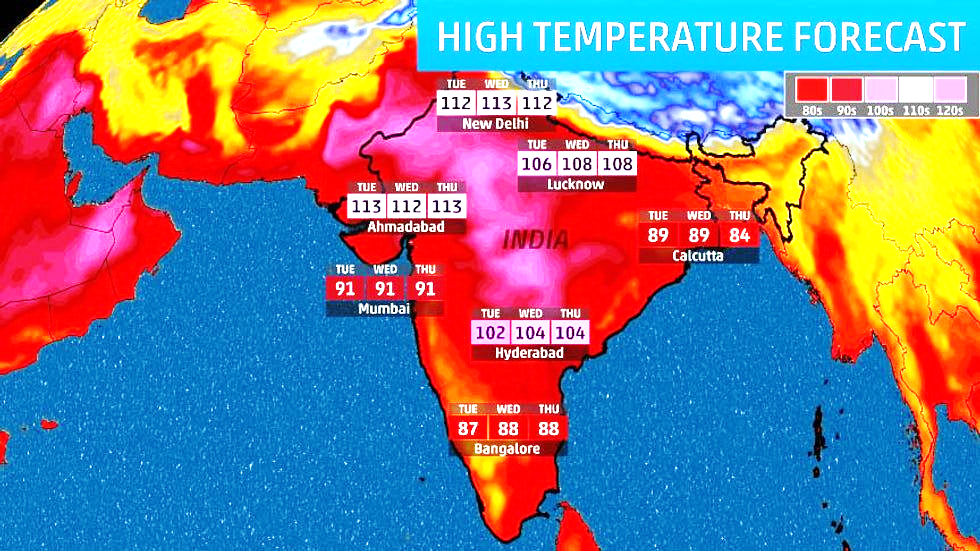 HIGH TEMPERATURE FORECAST
80s 90s 100s 110s 120s
TUE WED THU
112 113 112
New Delhi
TUE WED THU
106 108 108
Lucknow
TUE WED THU
113 112 113
Ahmadabad
TUE WED THU
89 89 84
Calcutta
INDIA
TUE WED THU
91 91 91
Mumbai
TUE WED THU
102 104 104
Hyderabad
TUE WED THU
87 88 88
Bangalore